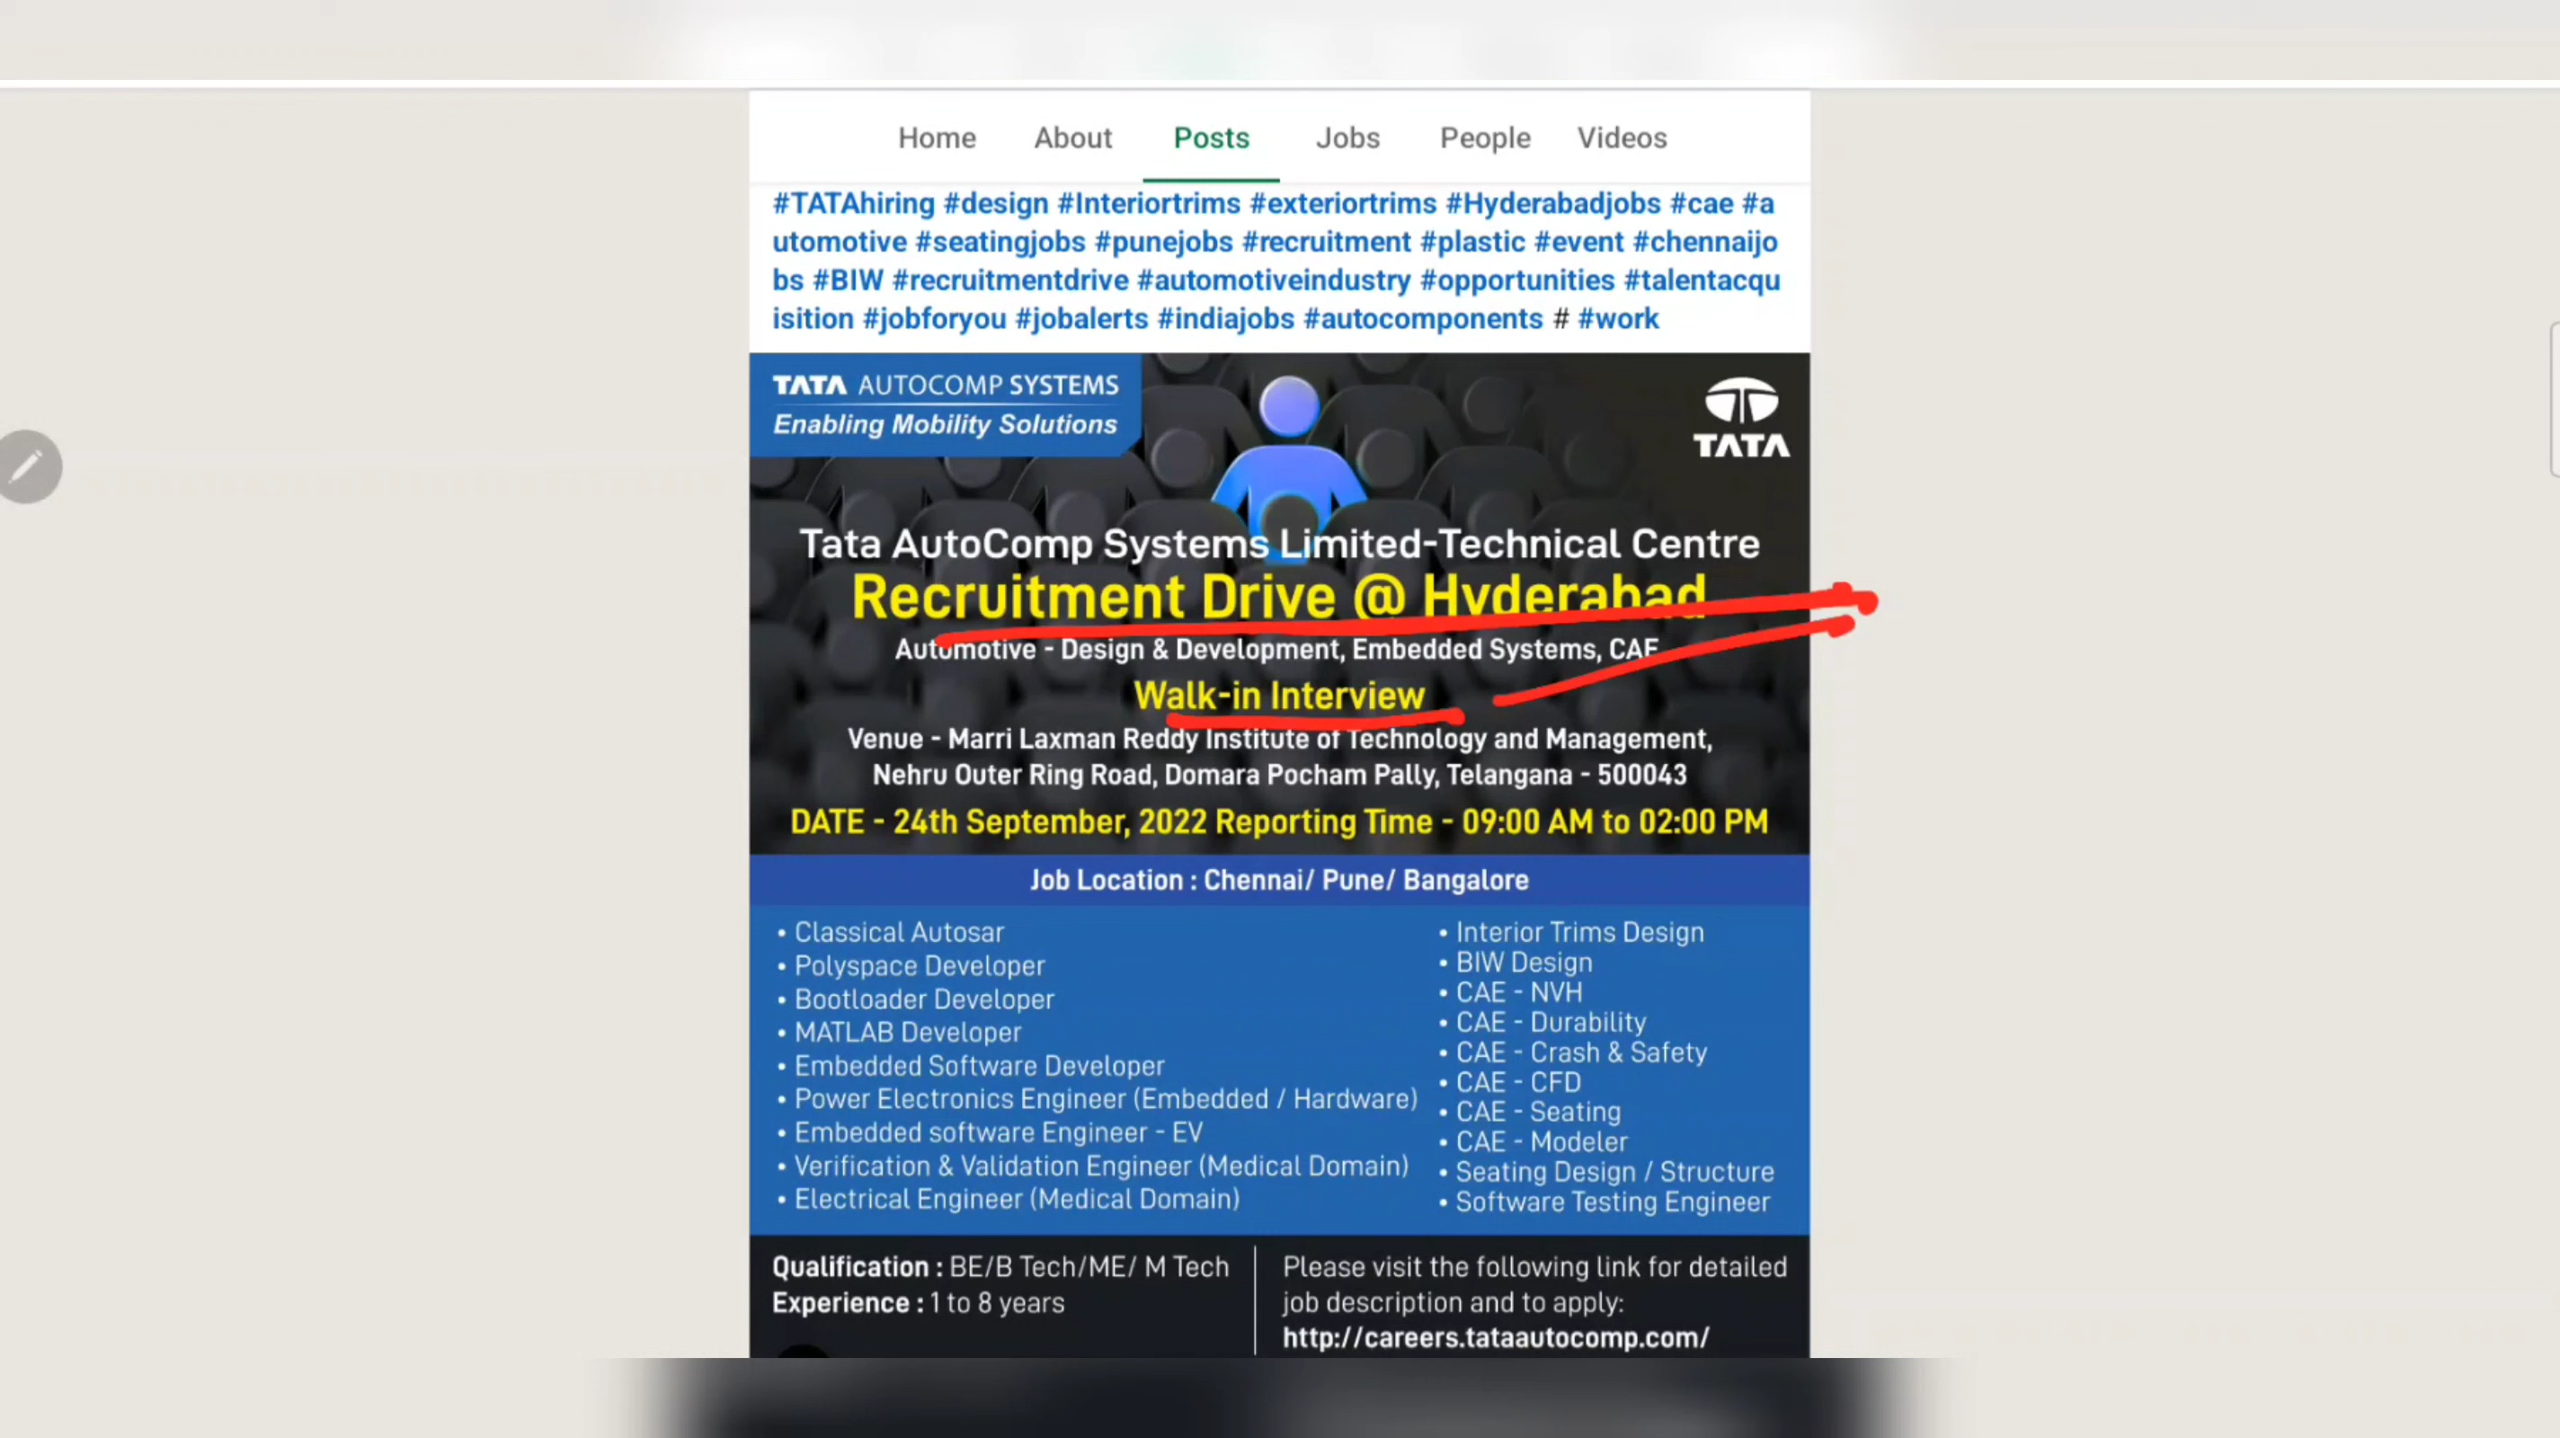 Home About Posts Jobs People Videos
#TATAhiring #design #Interiortrims #exteriortrims #Hyderabadjobs #cae #a
utomotive #seatingjobs #punejobs #recruitment #plastic #event #chennaijo
bs #BIW #recruitmentdrive #automotiveindustry #opportunities #talentacqu
isition #jobforyou #jobalerts #indiajobs #autocomponents # #work
TATA AUTOCOMP SYSTEMS
Enabling Mobility Solutions
TATA
Tata AutoComp Systems Limited-Technical Centre
Recruitment Drive @ Hyderabad
Automotive - Design & Development, Embedded Systems, CAE
Walk-in Interview
Venue - Marri Laxman Reddy Institute of Technology and Management,
Nehru Outer Ring Road, Domara Pocham Pally, Telangana - 500043
DATE - 24th September, 2022 Reporting Time - 09:00 AM to 02:00 PM
Job Location : Chennai/ Pune/ Bangalore
• Classical Autosar
• Polyspace Developer
• Bootloader Developer
• MATLAB Developer
• Embedded Software Developer
• Power Electronics Engineer (Embedded / Hardware)
• Embedded software Engineer - EV
• Verification & Validation Engineer (Medical Domain)
• Electrical Engineer (Medical Domain)
• Interior Trims Design
• BIW Design
• CAE - NVH
• CAE - Durability
• CAE - Crash & Safety
• CAE - CFD
• CAE - Seating
• CAE - Modeler
• Seating Design / Structure
• Software Testing Engineer
Qualification : BE/B Tech/ME/ M Tech
Experience : 1 to 8 years
Please visit the following link for detailed
job description and to apply:
http://careers.tataautocomp.com/